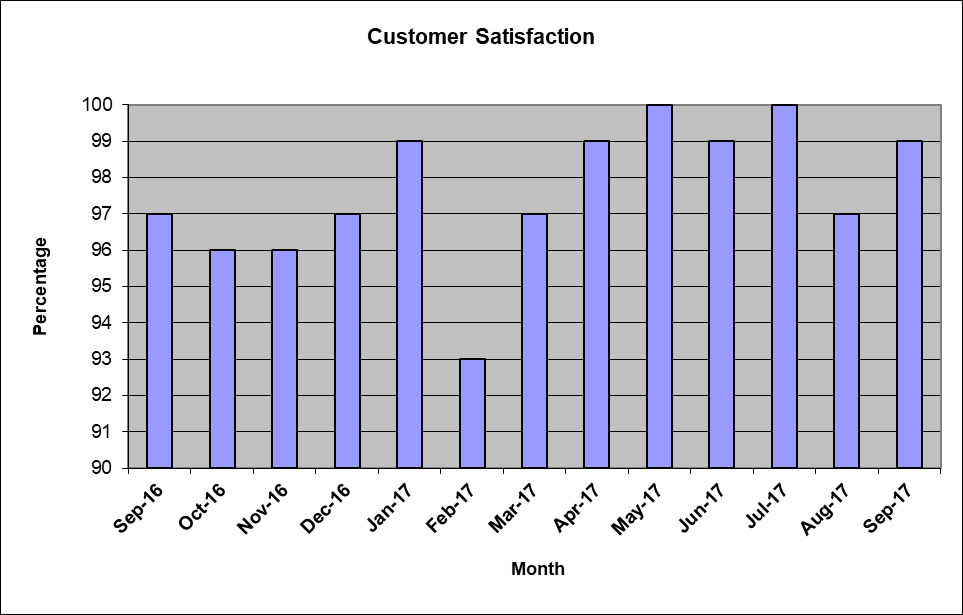 Customer Satisfaction
100
99
98
97
96
95
94
93
92
91
90
Percentage
Sep-16
Oct-16
Nov-16
Dec-16
Jan-17
Feb-17
Mar-17
Apr-17
May-17
Jun-17
Jul-17
Aug-17
Sep-17
Month